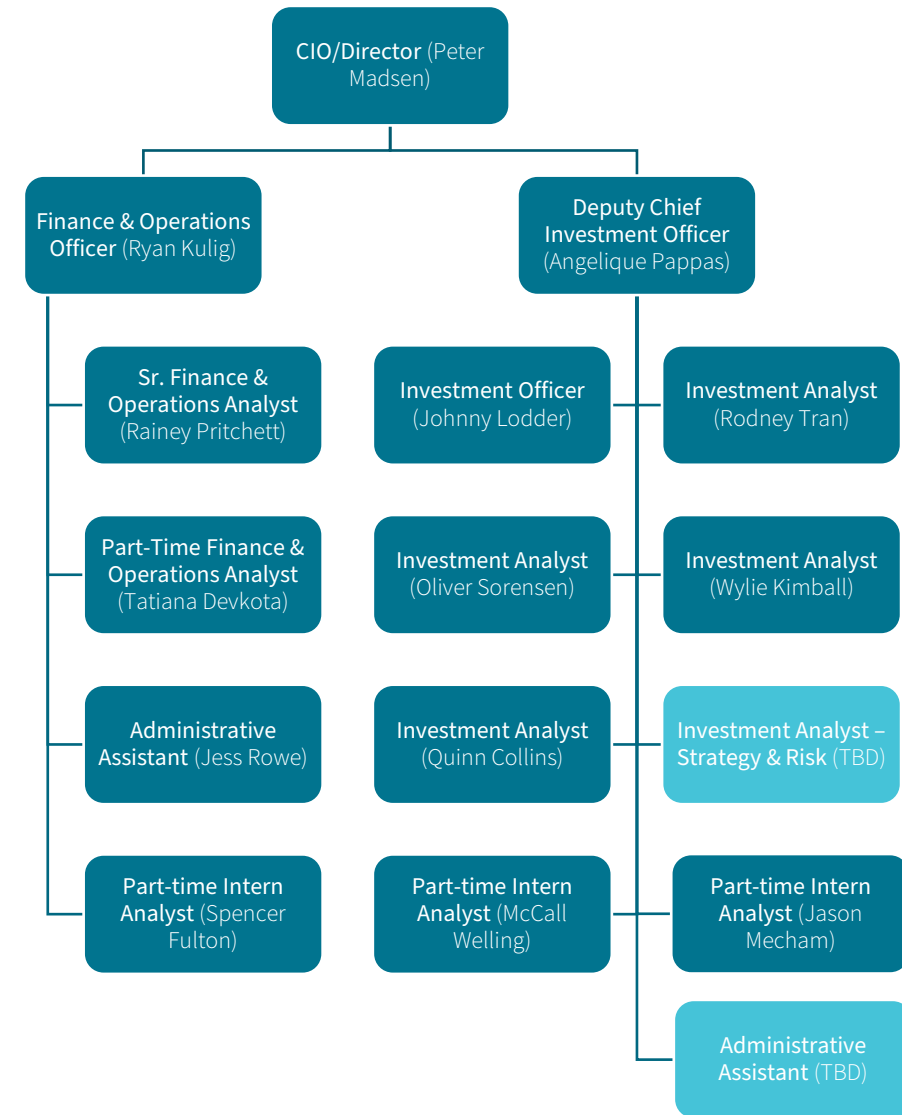 CIO/Director (Peter
Madsen)
Finance & Operations
Officer (Ryan Kulig)
Deputy Chief
Investment Officer
(Angelique Pappas)
Sr. Finance &
Operations Analyst
(Rainey Pritchett)
Investment Officer
(Johnny Lodder)
Investment Analyst
(Rodney Tran)
Part-Time Finance &
Operations Analyst
(Tatiana Devkota)
Investment Analyst
(Oliver Sorensen)
Investment Analyst
(Wylie Kimball)
Administrative
Assistant (Jess Rowe)
Investment Analyst
(Quinn Collins)
Investment Analyst –
Strategy & Risk (TBD)
Part-time Intern
Analyst (Spencer
Fulton)
Part-time Intern
Analyst (McCall
Welling)
Part-time Intern
Analyst (Jason
Mecham)
Administrative
Assistant (TBD)